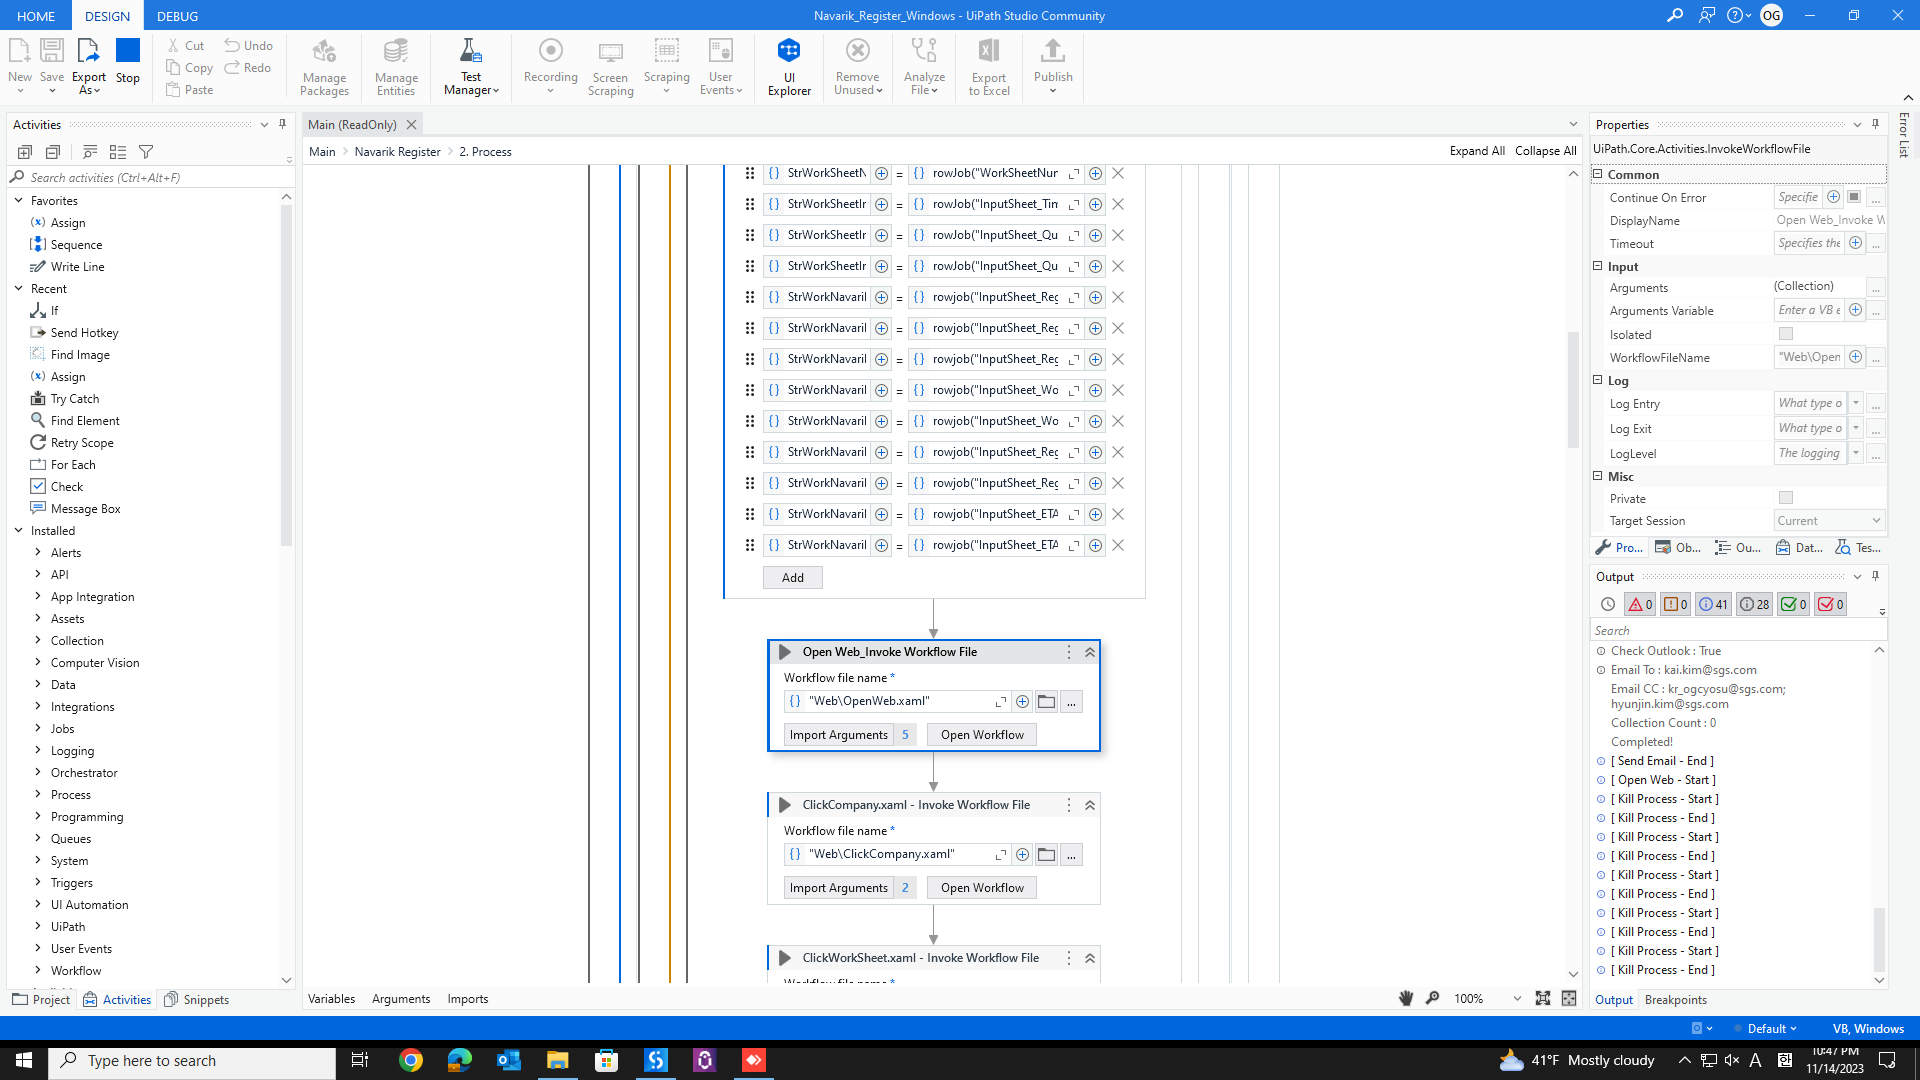 HOME DESIGN DEBUG
Navarik_Register_Windows - UiPath Studio Community
OG
New Save Export As Stop
Cut Copy Paste
Undo Redo
Manage Packages
Manage Entities
Test Manager
Recording
Screen Scraping
Scraping
User Events
UI Explorer
Remove Unused
Analyze File
Export to Excel
Publish
Activities
Search activities (Ctrl+Alt+F)
Favorites
Assign
Sequence
Write Line
Recent
If
Send Hotkey
Find Image
Assign
Try Catch
Find Element
Retry Scope
For Each
Check
Message Box
Installed
Alerts
API
App Integration
Assets
Collection
Computer Vision
Data
Integrations
Jobs
Logging
Orchestrator
Process
Programming
Queues
System
Triggers
UI Automation
UiPath
User Events
Workflow
Project Activities Snippets
Main (ReadOnly)
Main Navarik Register 2. Process
Expand All Collapse All
StrWorkSheetN = rowJob("WorkSheetNur
StrWorkSheetIr = rowJob("InputSheet_Tim
StrWorkSheetIr = rowJob("InputSheet_Qu
StrWorkSheetIr = rowJob("InputSheet_Qu
StrWorkNavaril = rowjob("InputSheet_Reg
StrWorkNavaril = rowjob("InputSheet_Reg
StrWorkNavaril = rowjob("InputSheet_Reg
StrWorkNavaril = rowjob("InputSheet_Wo
StrWorkNavaril = rowjob("InputSheet_Wo
StrWorkNavaril = rowjob("InputSheet_Reg
StrWorkNavaril = rowjob("InputSheet_Reg
StrWorkNavaril = rowjob("InputSheet_ETA
StrWorkNavaril = rowjob("InputSheet_ETA
Add
Open Web_Invoke Workflow File
Workflow file name *
"Web\OpenWeb.xaml" ...
Import Arguments 5 Open Workflow
ClickCompany.xaml - Invoke Workflow File
Workflow file name *
"Web\ClickCompany.xaml" ...
Import Arguments 2 Open Workflow
ClickWorkSheet.xaml - Invoke Workflow File
Variables Arguments Imports
100%
Properties
UiPath.Core.Activities.InvokeWorkflowFile
Common
Continue On Error Specifie ...
DisplayName Open Web_Invoke W
Timeout Specifies the ...
Input
Arguments (Collection) ...
Arguments Variable Enter a VB e ...
Isolated
WorkflowFileName "Web\Open ...
Log
Log Entry What type o ...
Log Exit What type o ...
LogLevel The logging ...
Misc
Private
Target Session Current
Pro... Ob... Ou... Dat... Tes...
Error List
Output
0 0 41 28 0 0
Search
Check Outlook : True
Email To : kai.kim@sgs.com
Email CC : kr_ogcyosu@sgs.com;
hyunjin.kim@sgs.com
Collection Count : 0
Completed!
[ Send Email - End ]
[ Open Web - Start ]
[ Kill Process - Start ]
[ Kill Process - End ]
[ Kill Process - Start ]
[ Kill Process - End ]
[ Kill Process - Start ]
[ Kill Process - End ]
[ Kill Process - Start ]
[ Kill Process - End ]
[ Kill Process - Start ]
[ Kill Process - End ]
Output Breakpoints
Default VB, Windows
Type here to search
41°F Mostly cloudy
A
10:47 PM
11/14/2023